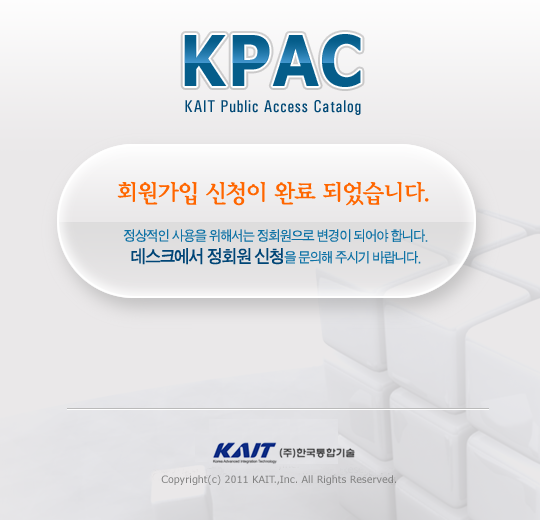 KPAC
KAIT Public Access Catalog
회원가입 신청이 완료 되었습니다.
정상적인 사용을 위해서는 정회원으로 변경이 되어야 합니다.
데스크에서 정회원 신청을 문의해 주시기 바랍니다.
KAIT (주)한국통합기술
Korea Advanced Integration Technology
Copyright(c) 2011 KAIT.,Inc. All Rights Reserved.